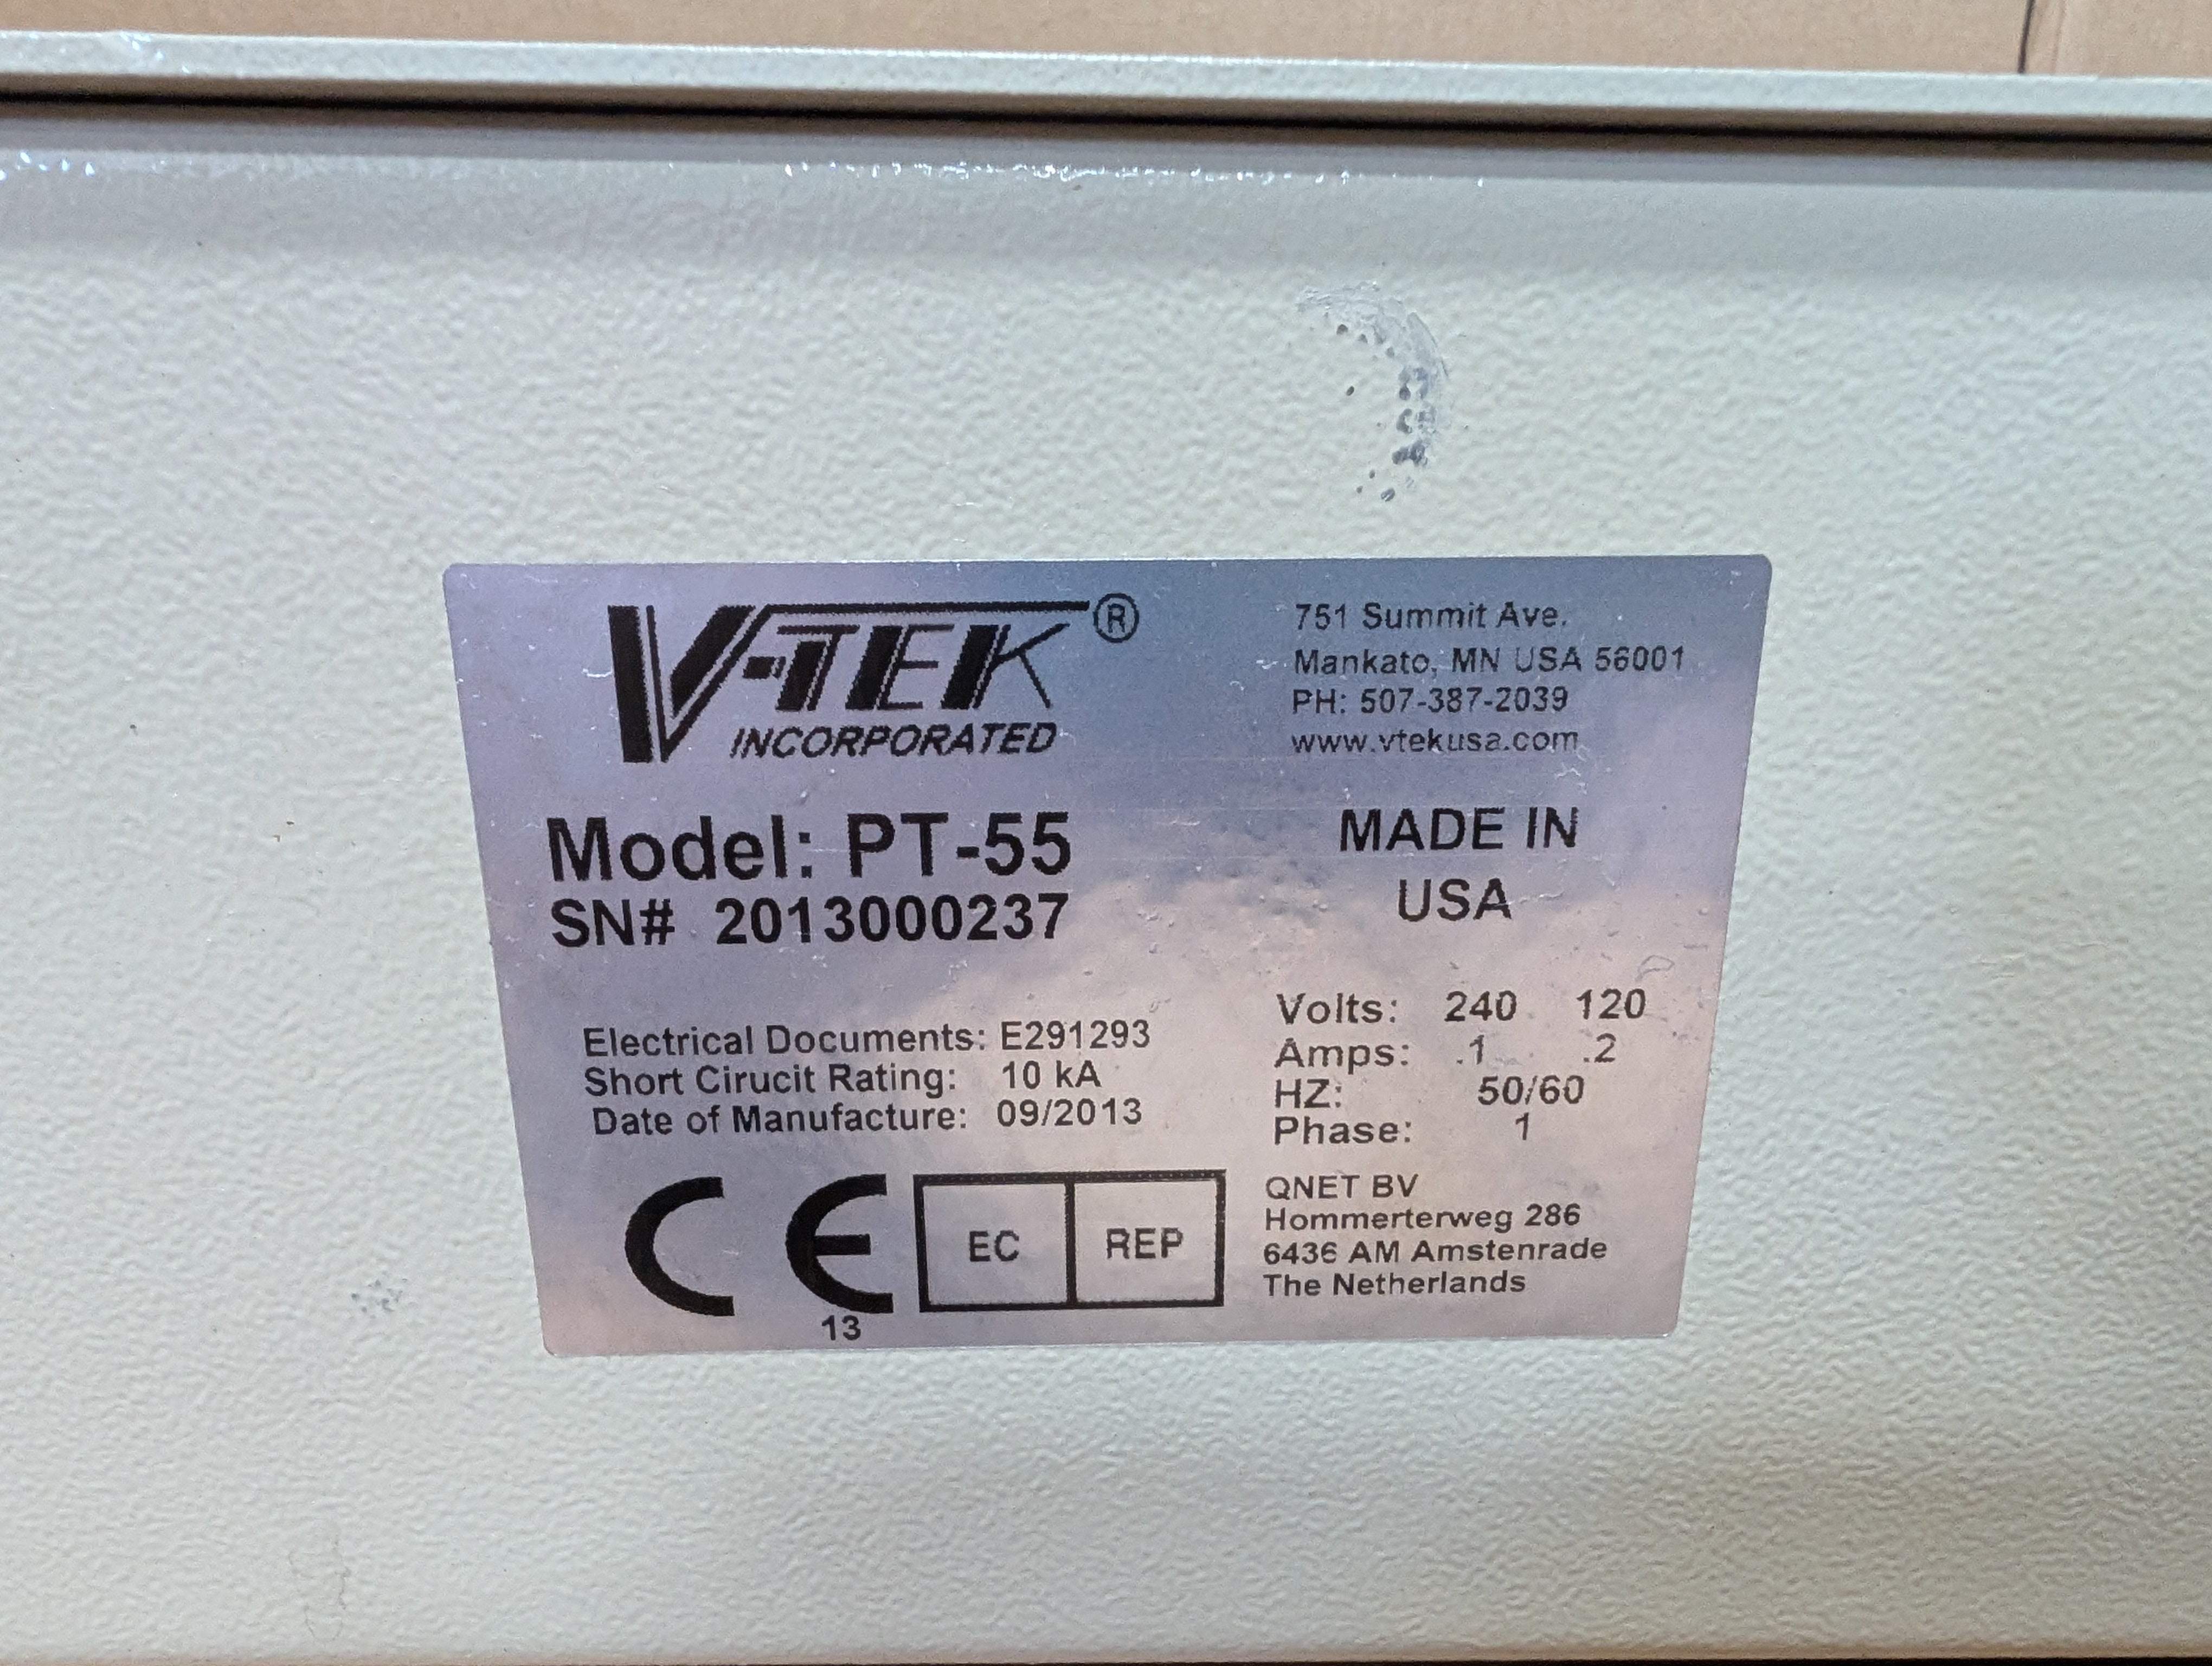 V-TEK®
INCORPORATED
751 Summit Ave.
Mankato, MN USA 56001
PH: 507-387-2039
www.vtekusa.com
Model: PT-55
SN# 2013000237
MADE IN
USA
Electrical Documents: E291293
Short Cirucit Rating: 10 kA
Date of Manufacture: 09/2013
Volts: 240 120
Amps: .1 .2
HZ: 50/60
Phase: 1
CE
13
EC REP
QNET BV
Hommerterweg 286
6436 AM Amstenrade
The Netherlands